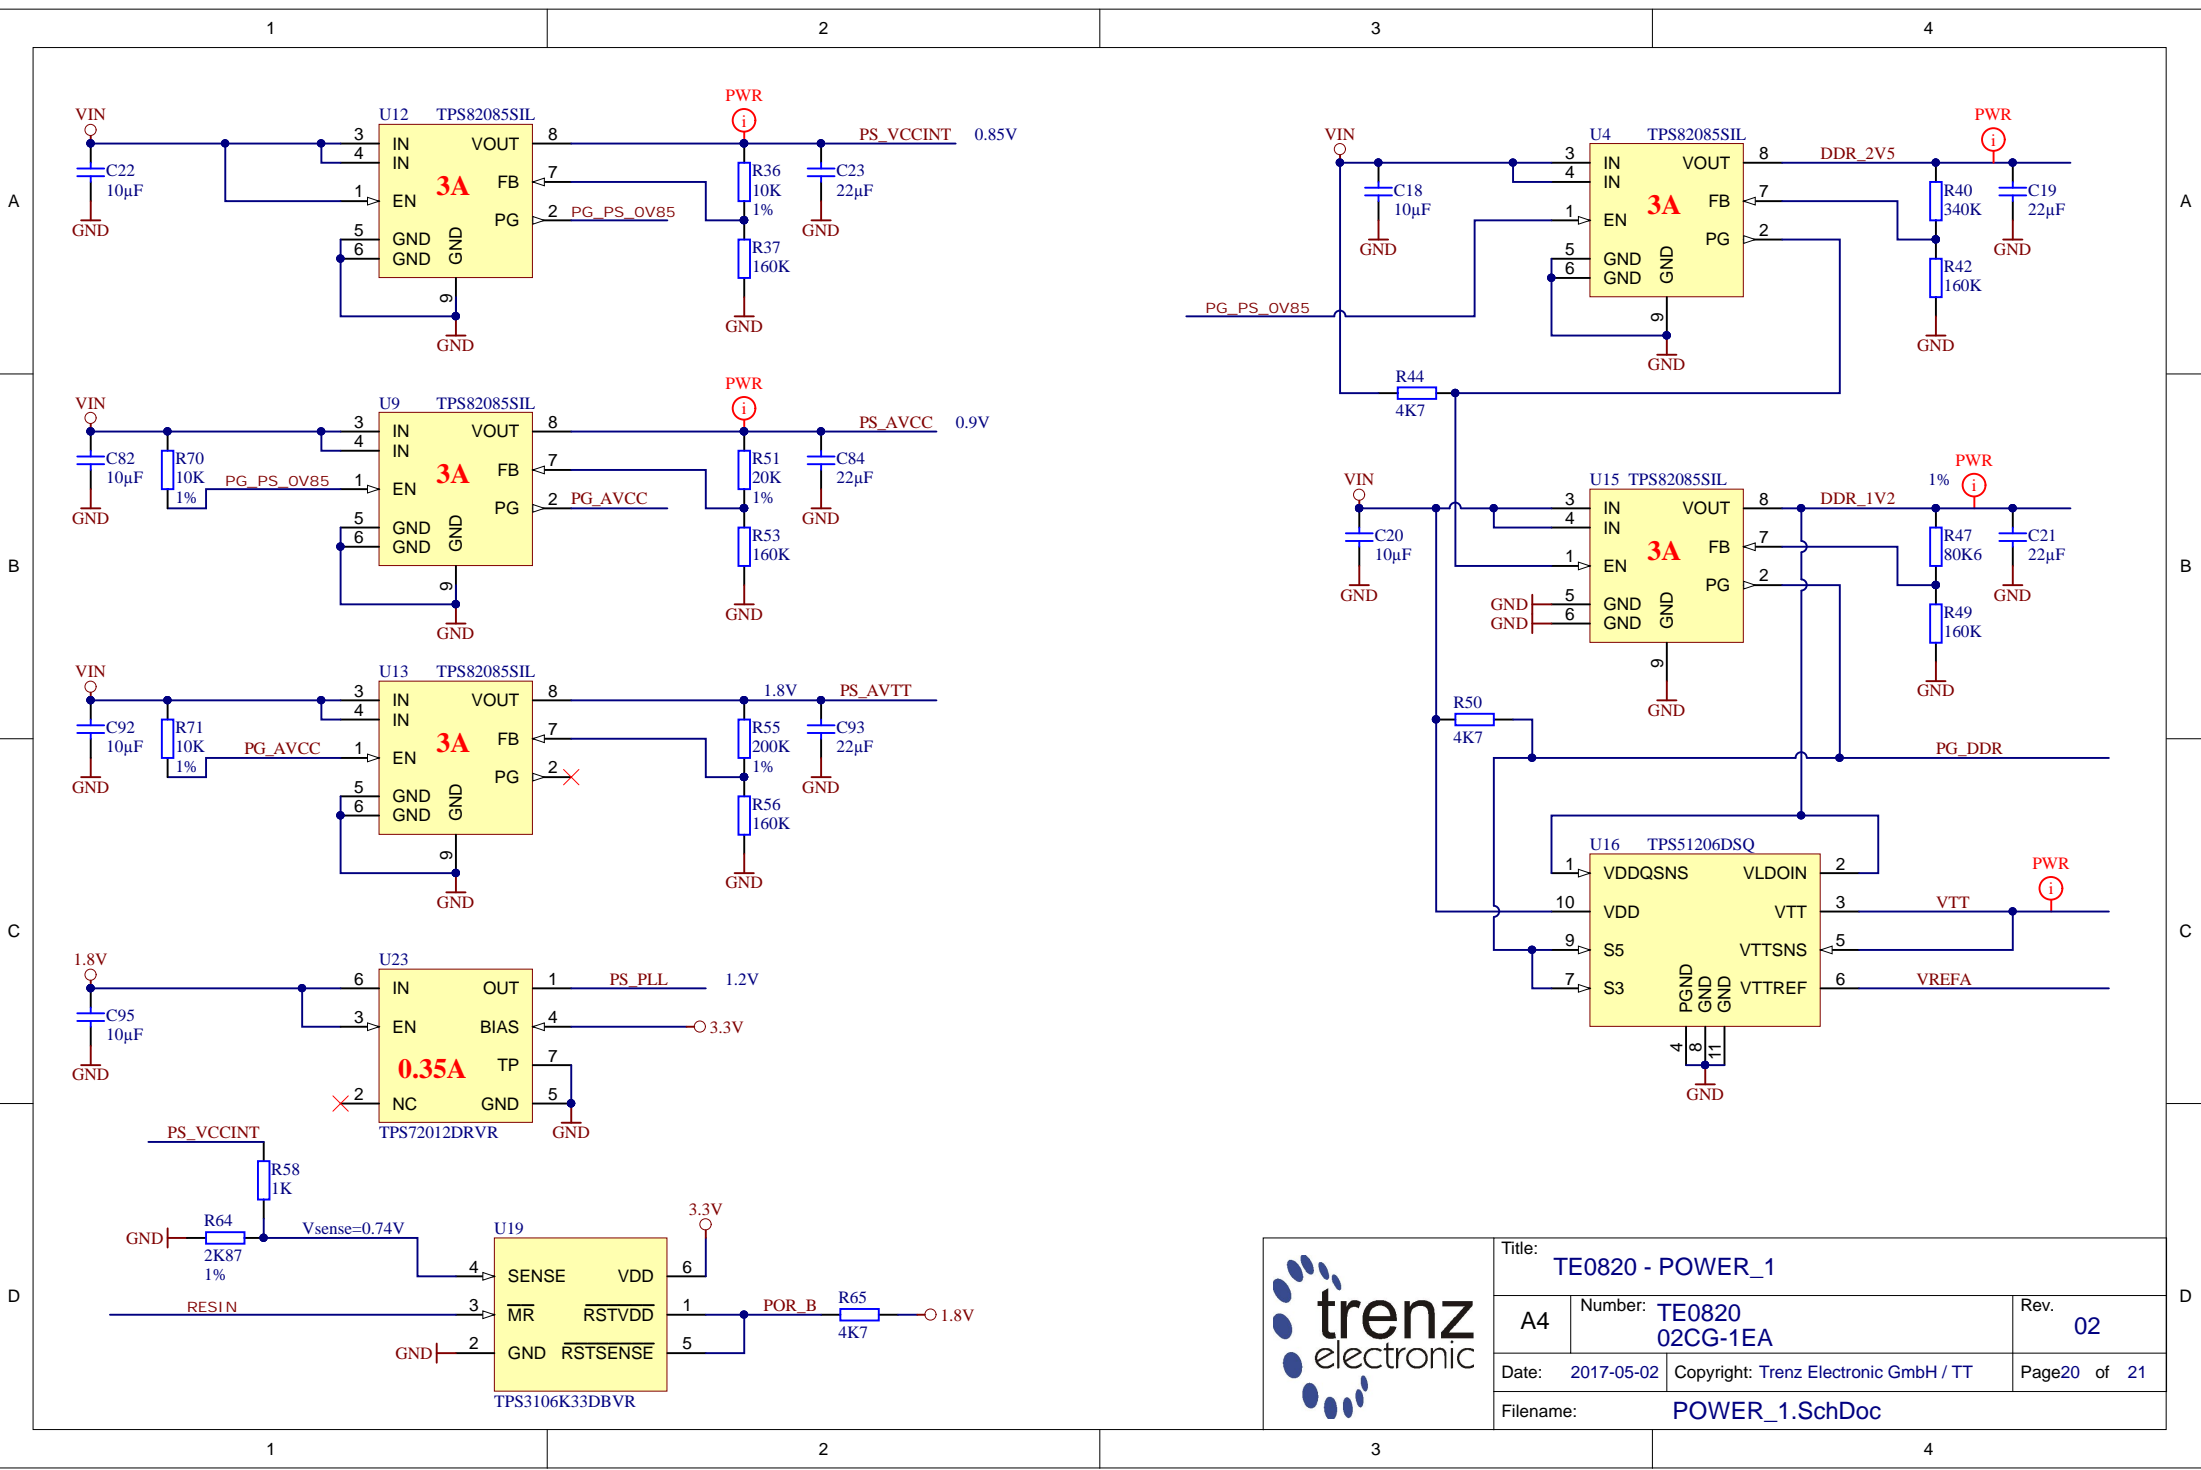 1 2 3 4
A
B
C
D
A
B
C
D
VIN
C22
10µF
GND
U12 TPS82085SIL
3 IN VOUT 8
4 IN
3A
FB 7
1 EN
PG 2 PG_PS_0V85
5 GND
6 GND
GND
9
GND
PWR
i
PS_VCCINT 0.85V
R36
10K
1%
C23
22µF
GND
R37
160K
GND
VIN
C82
10µF
GND
R70
10K
1%
PG_PS_0V85
U9 TPS82085SIL
3 IN VOUT 8
4 IN
3A
FB 7
1 EN
PG 2 PG_AVCC
5 GND
6 GND
GND
9
GND
PWR
i
PS_AVCC 0.9V
R51
20K
1%
C84
22µF
GND
R53
160K
GND
VIN
C92
10µF
GND
R71
10K
1%
PG_AVCC
U13 TPS82085SIL
3 IN VOUT 8
4 IN
3A
FB 7
1 EN
PG 2
5 GND
6 GND
GND
9
GND
1.8V PS_AVTT
R55
200K
1%
C93
22µF
GND
R56
160K
GND
1.8V
C95
10µF
GND
U23
6 IN OUT 1 PS_PLL 1.2V
3 EN BIAS 4 3.3V
0.35A
TP 7
2 NC GND 5
TPS72012DRVR
GND
PS_VCCINT
R58
1K
GND
R64
2K87
1%
Vsense=0.74V
U19
3.3V
4 SENSE VDD 6
RESIN 3 MR RSTVDD 1 POR_B
R65
4K7
1.8V
GND 2 GND RSTSENSE 5
TPS3106K33DBVR
VIN
C18
10µF
GND
U4 TPS82085SIL
3 IN VOUT 8 DDR_2V5
4 IN
3A
FB 7
1 EN
PG 2
5 GND
6 GND
GND
9
GND
PG_PS_0V85
PWR
i
R40
340K
C19
22µF
GND
R42
160K
GND
R44
4K7
VIN
C20
10µF
GND
U15 TPS82085SIL
3 IN VOUT 8 DDR_1V2
4 IN
3A
FB 7
1 EN
PG 2
GND 5 GND
GND 6 GND
GND
9
GND
1%
PWR
i
R47
80K6
C21
22µF
GND
R49
160K
GND
R50
4K7
PG_DDR
U16 TPS51206DSQ
1 VDDQSNS VLDOIN 2
10 VDD VTT 3 VTT
PWR
i
9 S5 VTTSNS 5
7 S3 VTTREF 6 VREFA
PGND
GND
GND
4
8
11
GND
trenz
electronic
Title:
TE0820 - POWER_1
A4
Number: TE0820
02CG-1EA
Rev.
02
Date: 2017-05-02 Copyright: Trenz Electronic GmbH / TT Page20 of 21
Filename: POWER_1.SchDoc
1 2 3 4